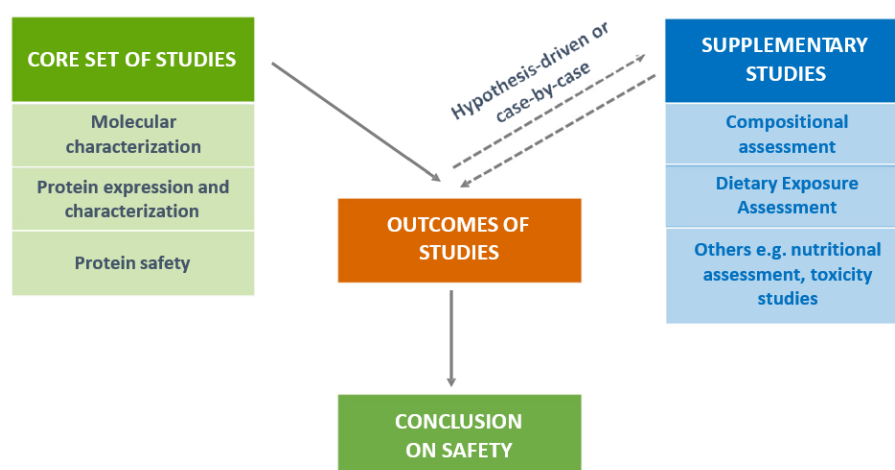 CORE SET OF STUDIES
Molecular
characterization
Protein expression and
characterization
Protein safety
Hypothesis-driven or
case-by-case
SUPPLEMENTARY
STUDIES
Compositional
assessment
Dietary Exposure
Assessment
Others e.g. nutritional
assessment, toxicity
studies
OUTCOMES OF
STUDIES
CONCLUSION
ON SAFETY